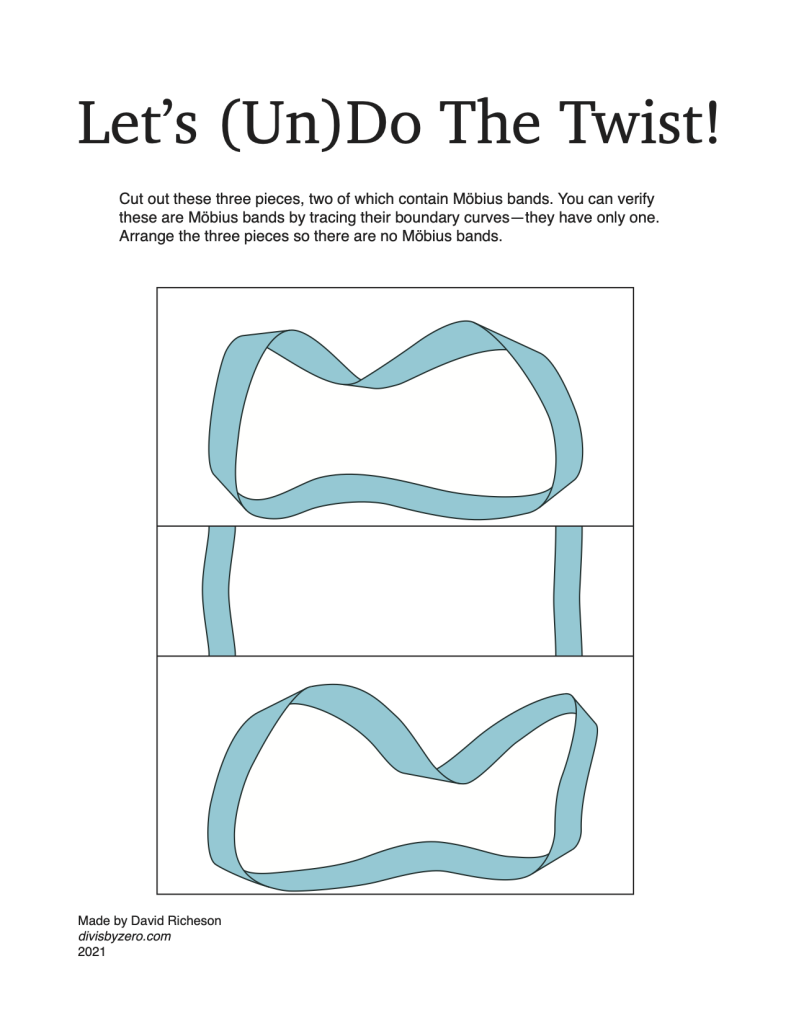 Let’s (Un)Do The Twist!
Cut out these three pieces, two of which contain Möbius bands. You can verify
these are Möbius bands by tracing their boundary curves—they have only one.
Arrange the three pieces so there are no Möbius bands.
Made by David Richeson
divisbyzero.com
2021